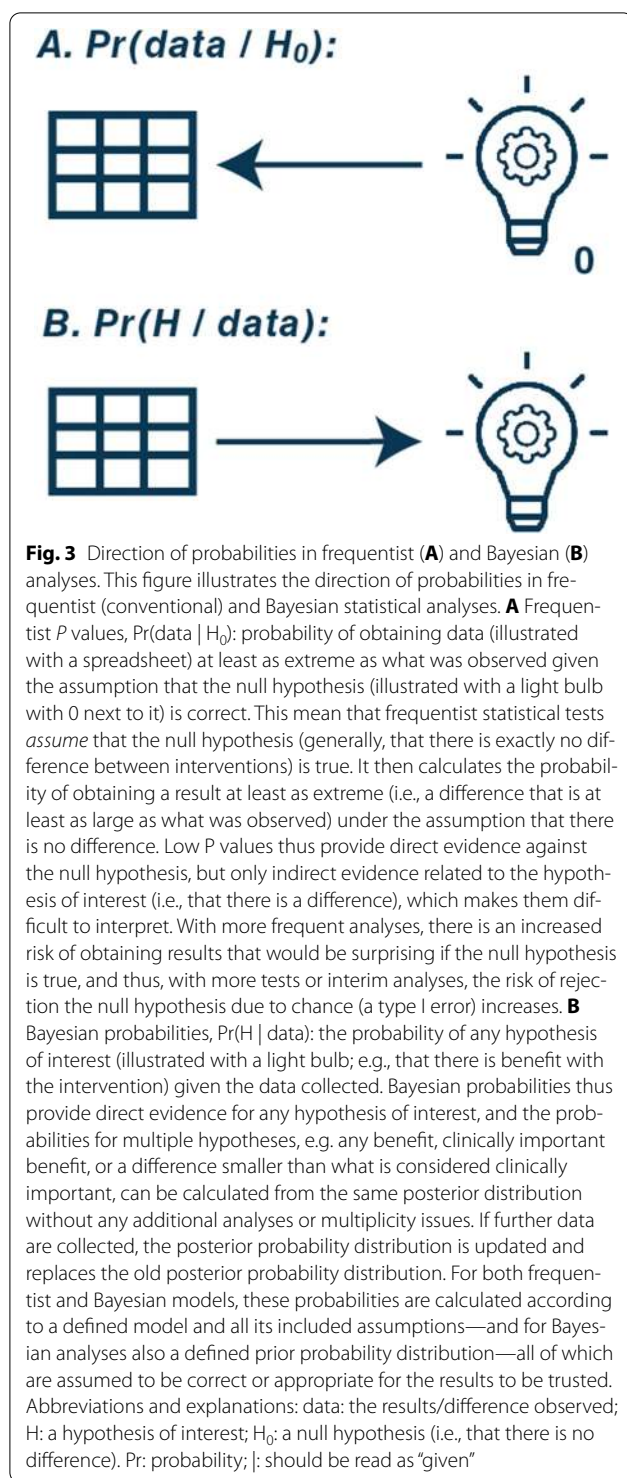 A. Pr(data / H₀):
0
B. Pr(H / data):
Fig. 3 Direction of probabilities in frequentist (A) and Bayesian (B)
analyses. This figure illustrates the direction of probabilities in fre-
quentist (conventional) and Bayesian statistical analyses. A Frequen-
tist P values, Pr(data | H₀): probability of obtaining data (illustrated
with a spreadsheet) at least as extreme as what was observed given
the assumption that the null hypothesis (illustrated with a light bulb
with 0 next to it) is correct. This mean that frequentist statistical tests
assume that the null hypothesis (generally, that there is exactly no dif-
ference between interventions) is true. It then calculates the probabil-
ity of obtaining a result at least as extreme (i.e., a difference that is at
least as large as what was observed) under the assumption that there
is no difference. Low P values thus provide direct evidence against
the null hypothesis, but only indirect evidence related to the hypoth-
esis of interest (i.e., that there is a difference), which makes them dif-
ficult to interpret. With more frequent analyses, there is an increased
risk of obtaining results that would be surprising if the null hypothesis
is true, and thus, with more tests or interim analyses, the risk of rejec-
tion the null hypothesis due to chance (a type I error) increases. B
Bayesian probabilities, Pr(H | data): the probability of any hypothesis
of interest (illustrated with a light bulb; e.g., that there is benefit with
the intervention) given the data collected. Bayesian probabilities thus
provide direct evidence for any hypothesis of interest, and the prob-
abilities for multiple hypotheses, e.g. any benefit, clinically important
benefit, or a difference smaller than what is considered clinically
important, can be calculated from the same posterior distribution
without any additional analyses or multiplicity issues. If further data
are collected, the posterior probability distribution is updated and
replaces the old posterior probability distribution. For both frequen-
tist and Bayesian models, these probabilities are calculated according
to a defined model and all its included assumptions—and for Bayes-
ian analyses also a defined prior probability distribution—all of which
are assumed to be correct or appropriate for the results to be trusted.
Abbreviations and explanations: data: the results/difference observed;
H: a hypothesis of interest; H₀: a null hypothesis (i.e., that there is no
difference). Pr: probability; |: should be read as “given”